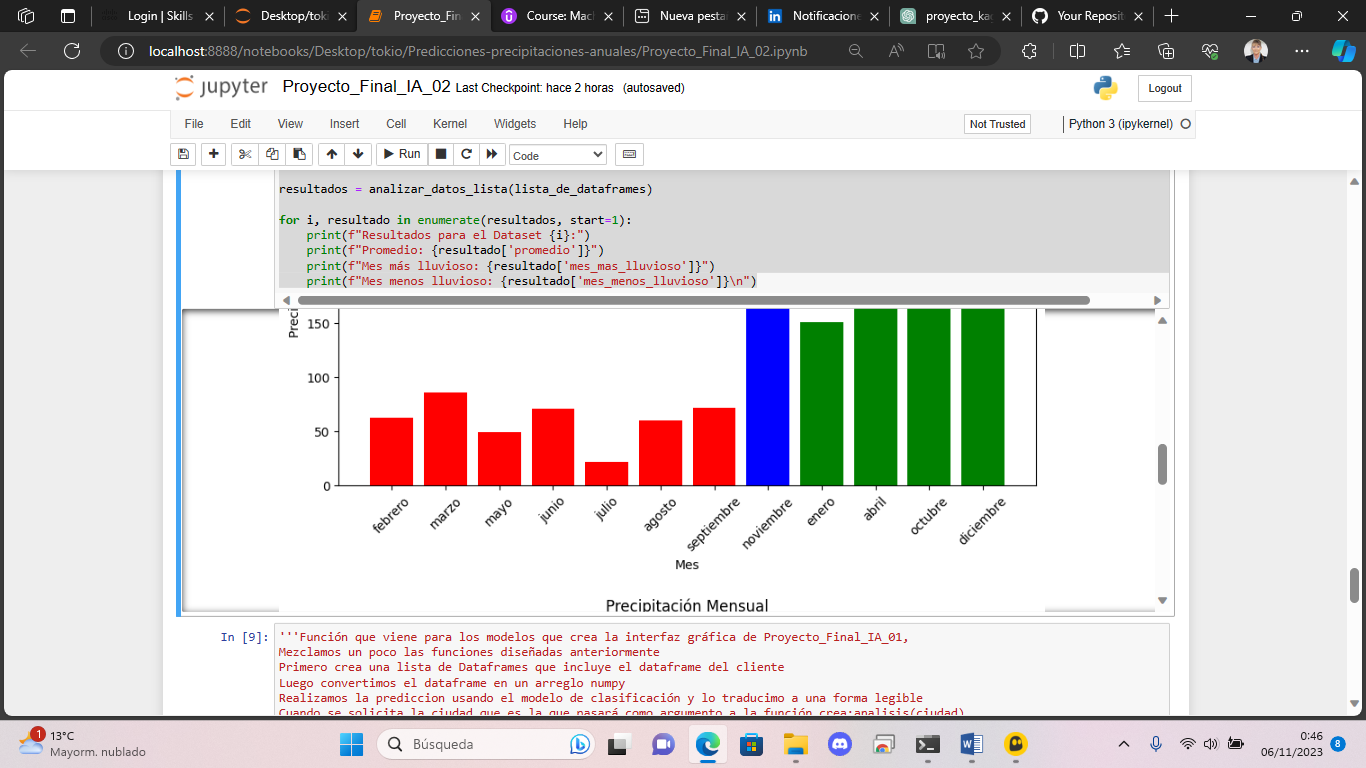 Login | Skills
Desktop/toki
Proyecto_Fin
Course: Macl
Nueva pesta
Notificacione
proyecto_kag
Your Reposit
localhost:8888/notebooks/Desktop/tokio/Predicciones-precipitaciones-anuales/Proyecto_Final_IA_02.ipynb
jupyter Proyecto_Final_IA_02 Last Checkpoint: hace 2 horas (autosaved)
Logout
File Edit View Insert Cell Kernel Widgets Help
Not Trusted
Python 3 (ipykernel)
Run
Code
resultados = analizar_datos_lista(lista_de_dataframes)
for i, resultado in enumerate(resultados, start=1):
print(f"Resultados para el Dataset {i}:")
print(f"Promedio: {resultado['promedio']}")
print(f"Mes más lluvioso: {resultado['mes_mas_lluvioso']}")
print(f"Mes menos lluvioso: {resultado['mes_menos_lluvioso']}\n")
Preci
150
100
50
0
febrero
marzo
mayo
junio
julio
agosto
septiembre
noviembre
enero
abril
octubre
diciembre
Mes
Precipitación Mensual
In [9]:
'''Función que viene para los modelos que crea la interfaz gráfica de Proyecto_Final_IA_01,
Mezclamos un poco las funciones diseñadas anteriormente
Primero crea una lista de Dataframes que incluye el dataframe del cliente
Luego convertimos el dataframe en un arreglo numpy
Realizamos la prediccion usando el modelo de clasificación y lo traducimo a una forma legible
Cuando se solicita la ciudad que es la que pasará como argumento a la función crea:analisis(ciudad)
1
13°C
Mayorm. nublado
Búsqueda
0:46
06/11/2023
8